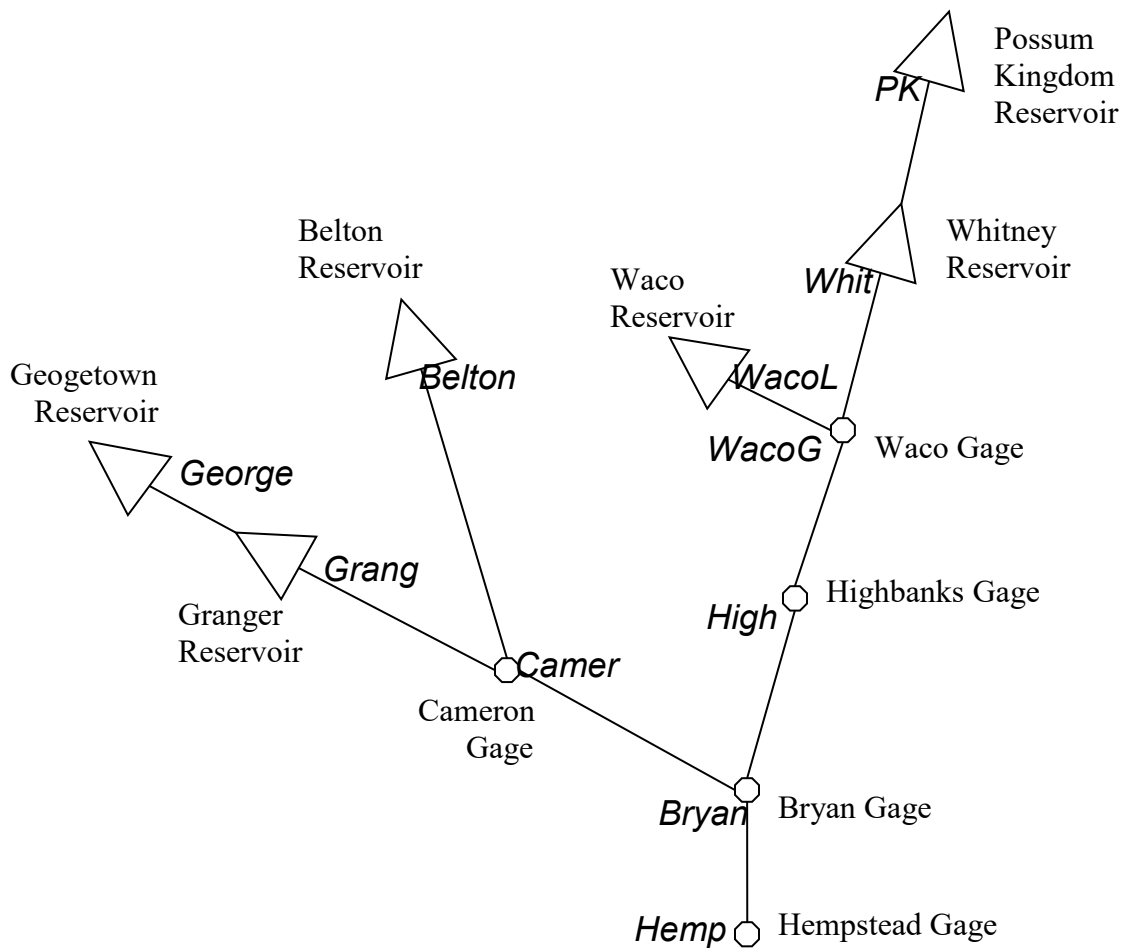 Possum
Kingdom
Reservoir
PK
Belton
Reservoir
Whitney
Reservoir
Whit
Waco
Reservoir
WacoL
Belton
Geogetown
Reservoir
WacoG
Waco Gage
George
Grang
Highbanks Gage
High
Granger
Reservoir
Camer
Cameron
Gage
Bryan
Bryan Gage
Hemp
Hempstead Gage